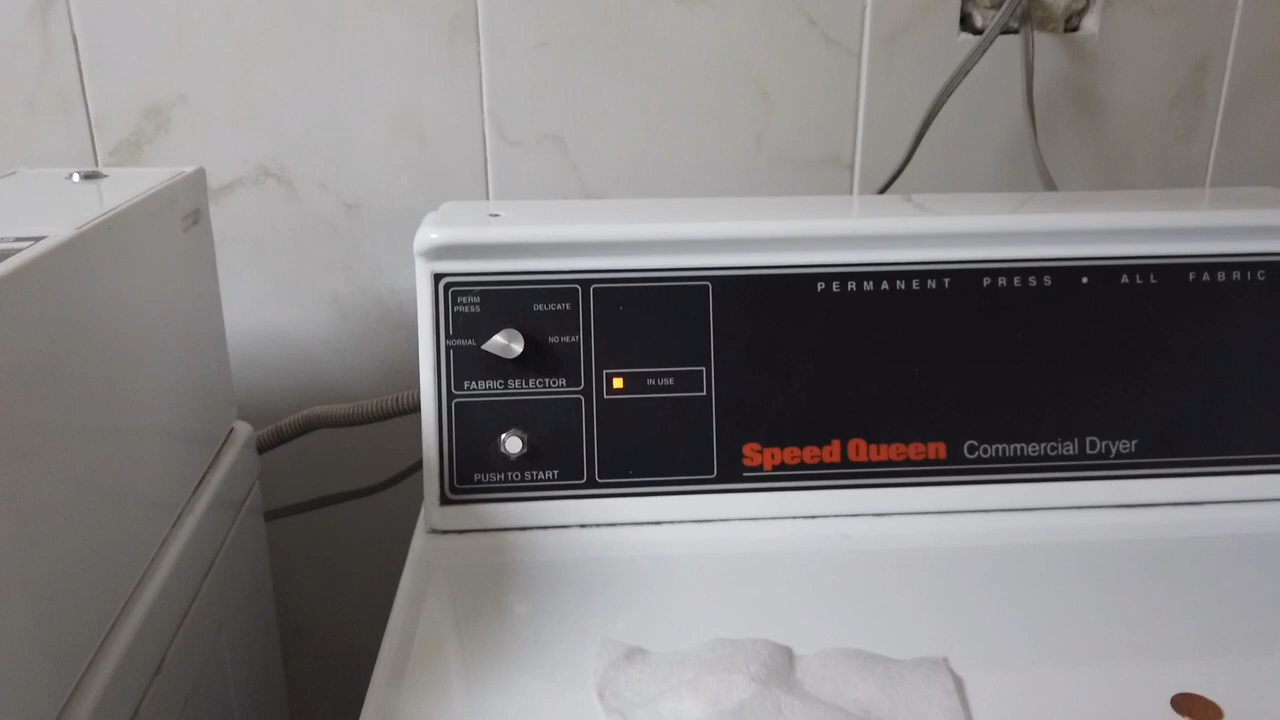 PERMANENT PRESS • ALL FABRIC
PERM
PRESS
DELICATE
NORMAL
NO HEAT
FABRIC SELECTOR
IN USE
PUSH TO START
Speed Queen Commercial Dryer